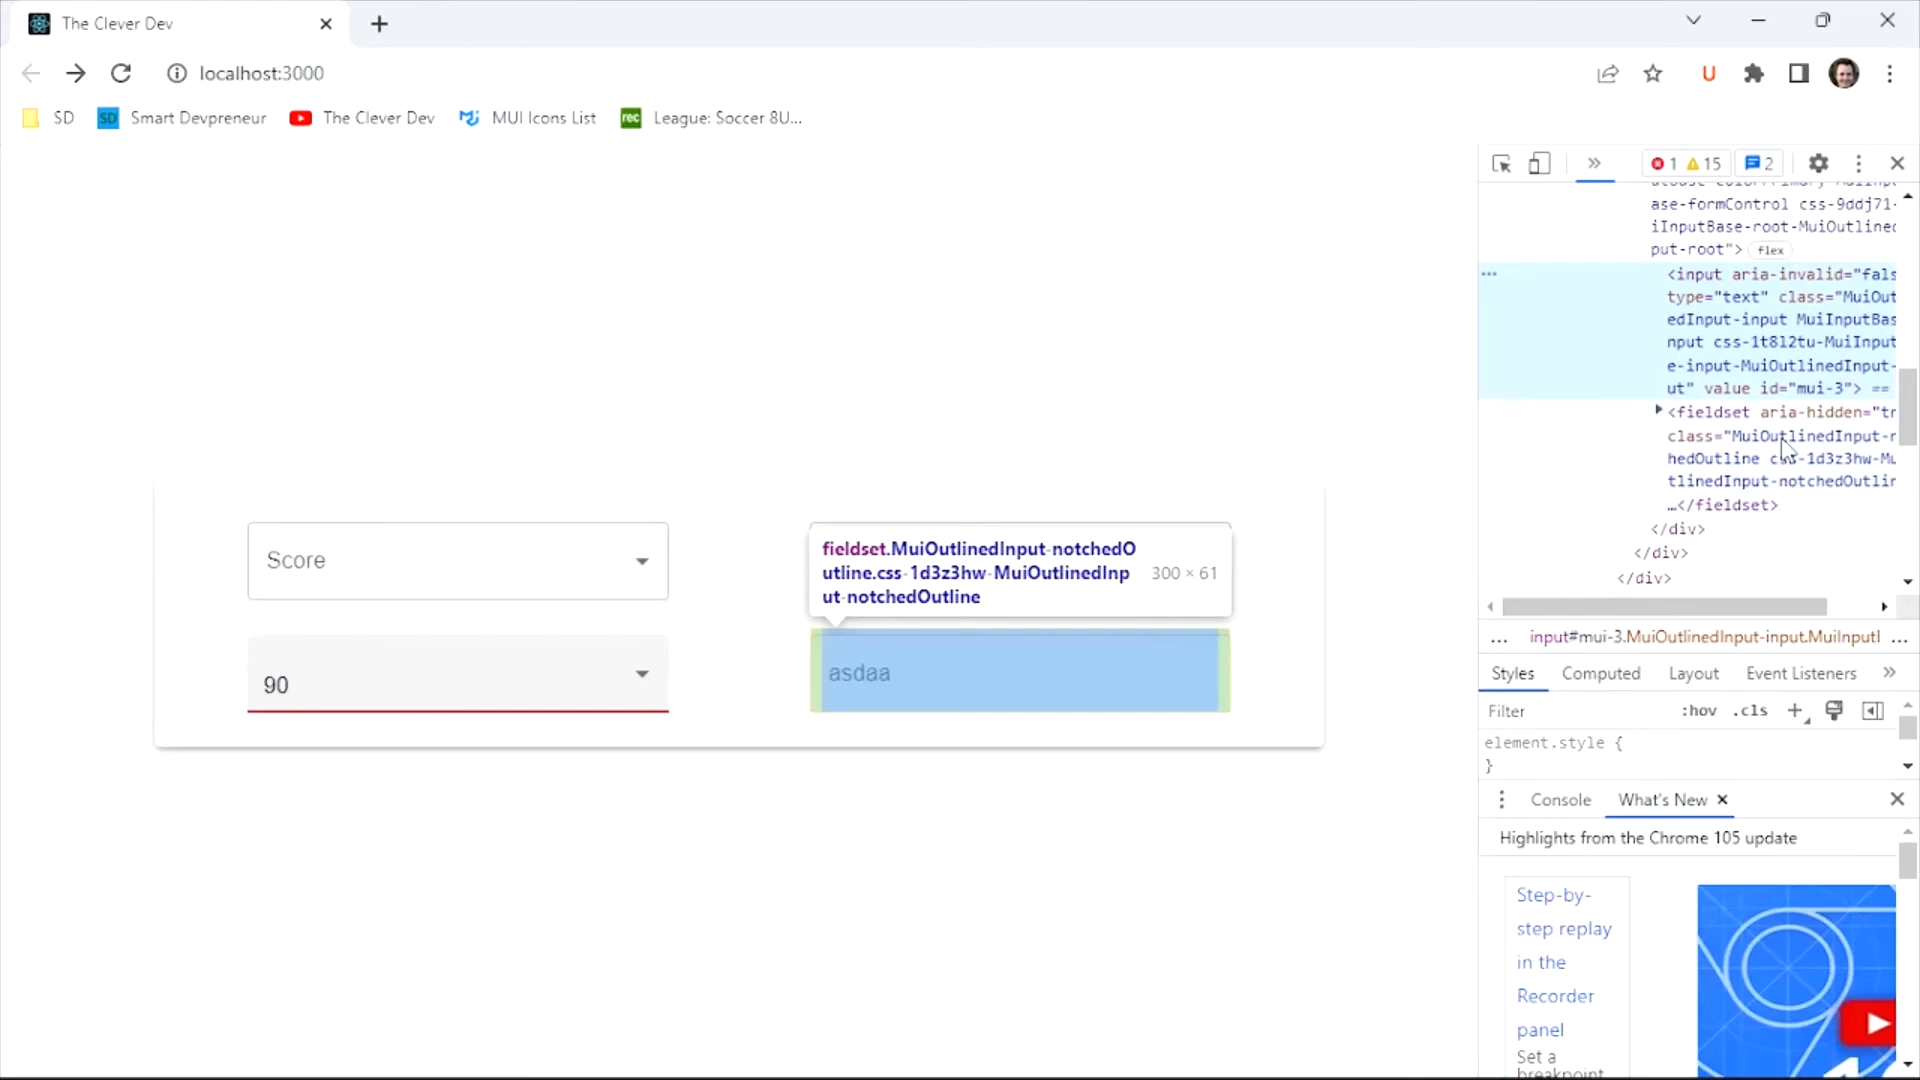 The Clever Dev
localhost:3000
U
SD
SD Smart Devpreneur
The Clever Dev
MUI Icons List
rec League: Soccer 8U...
1 15 2
ase-formControl css-9ddj71-
iInputBase-root-MuiOutlined
put-root"> flex
<input aria-invalid="fals
type="text" class="MuiOut
edInput-input MuiInputBas
nput css-1t8l2tu-MuiInput
e-input-MuiOutlinedInput-
ut" value id="mui-3"> ==
<fieldset aria-hidden="tr
class="MuiOutlinedInput-n
hedOutline css-1d3z3hw-Mu
tlinedInput-notchedOutlin
…</fieldset>
</div>
</div>
</div>
Score
fieldset.MuiOutlinedInput-notchedO
utline.css-1d3z3hw-MuiOutlinedInp
ut-notchedOutline
300 × 61
90
asdaa
... input#mui-3.MuiOutlinedInput-input.MuiInputI ...
Styles Computed Layout Event Listeners
Filter :hov .cls
element.style {
}
Console What's New
Highlights from the Chrome 105 update
Step-by-
step replay
in the
Recorder
panel
Set a
breakpoint